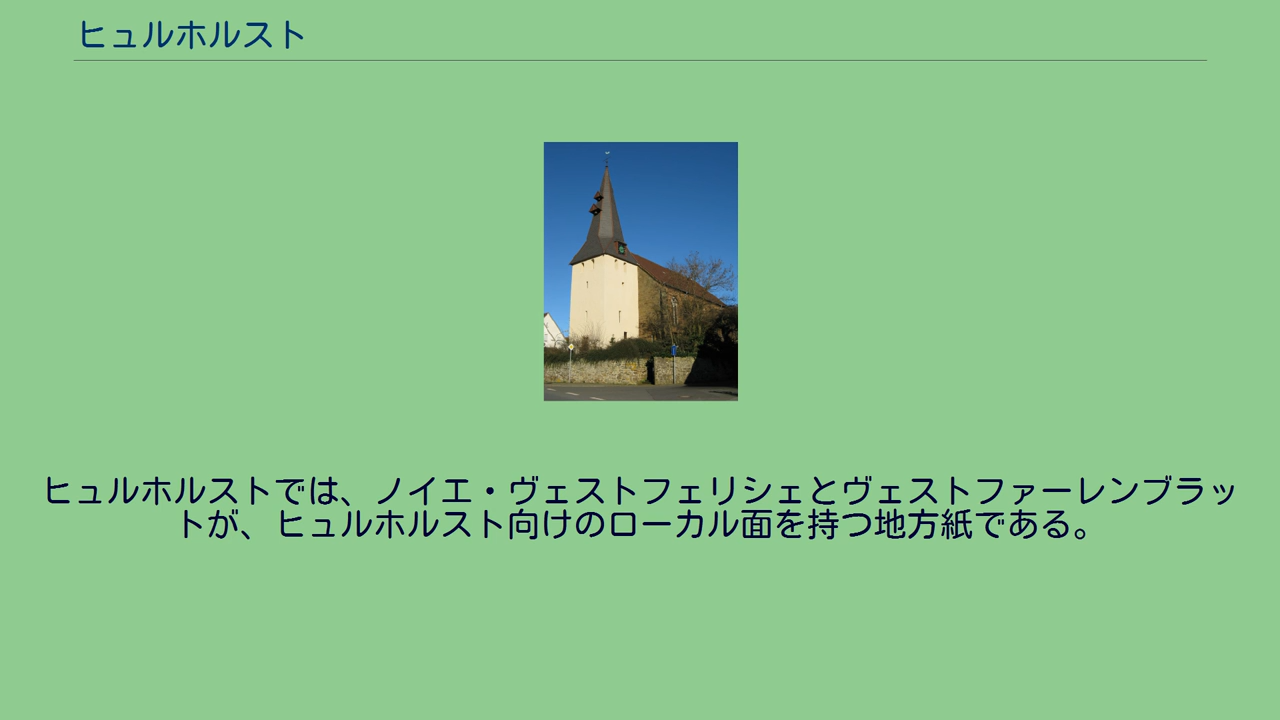 ヒュルホルスト
ヒュルホルストでは、ノイエ・ヴェストフェリシェとヴェストファーレンブラッ
トが、ヒュルホルスト向けのローカル面を持つ地方紙である。